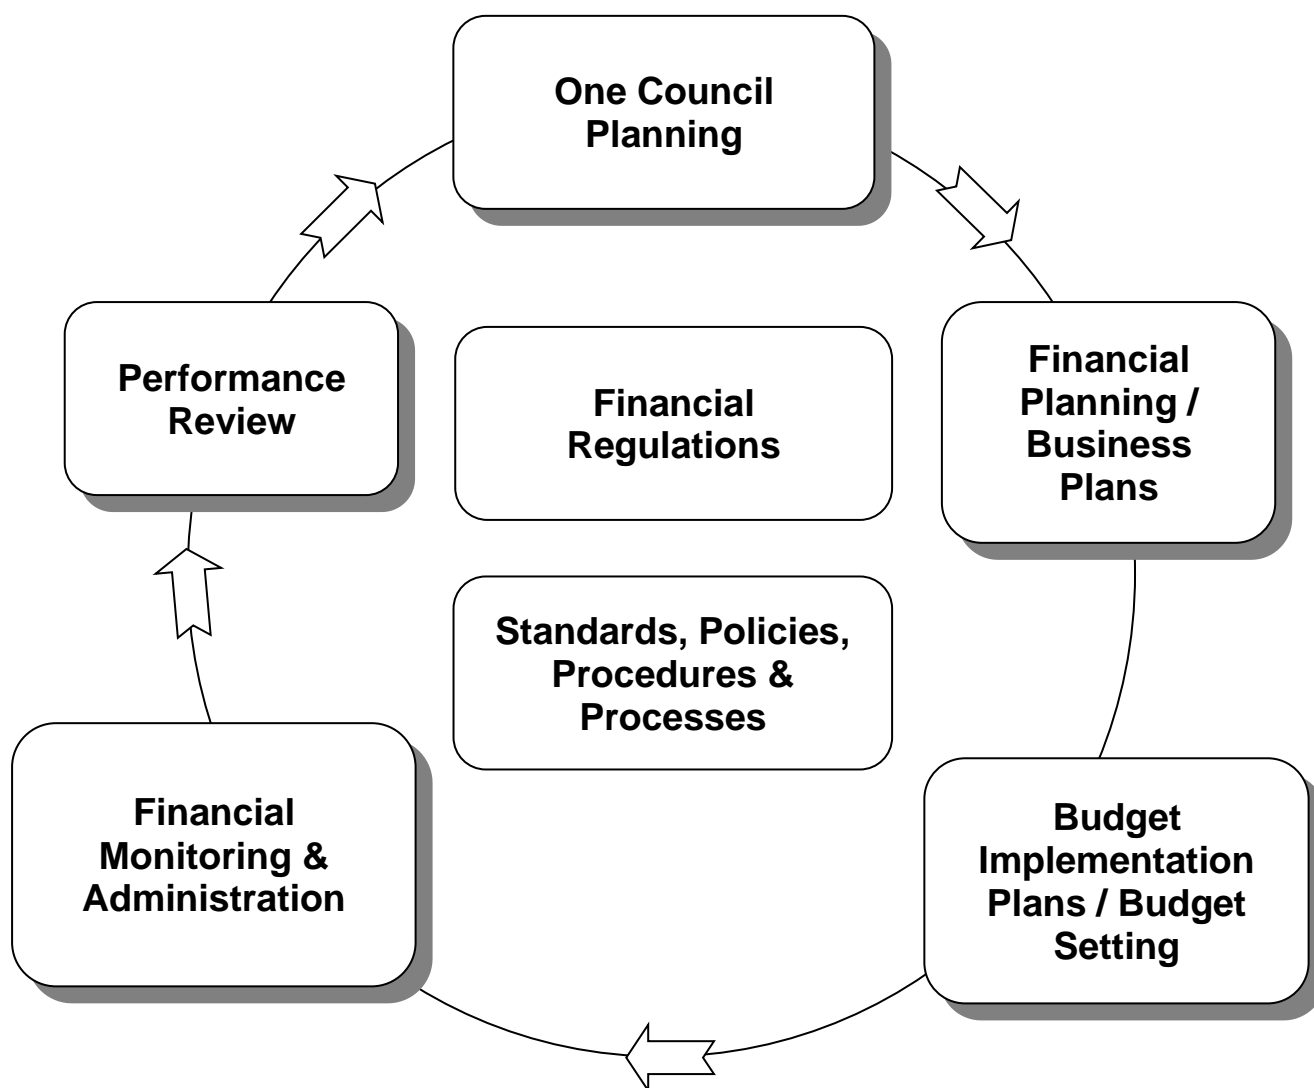 One Council
Planning
Performance
Review
Financial
Regulations
Financial
Planning /
Business
Plans
Standards, Policies,
Procedures &
Processes
Financial
Monitoring &
Administration
Budget
Implementation
Plans / Budget
Setting